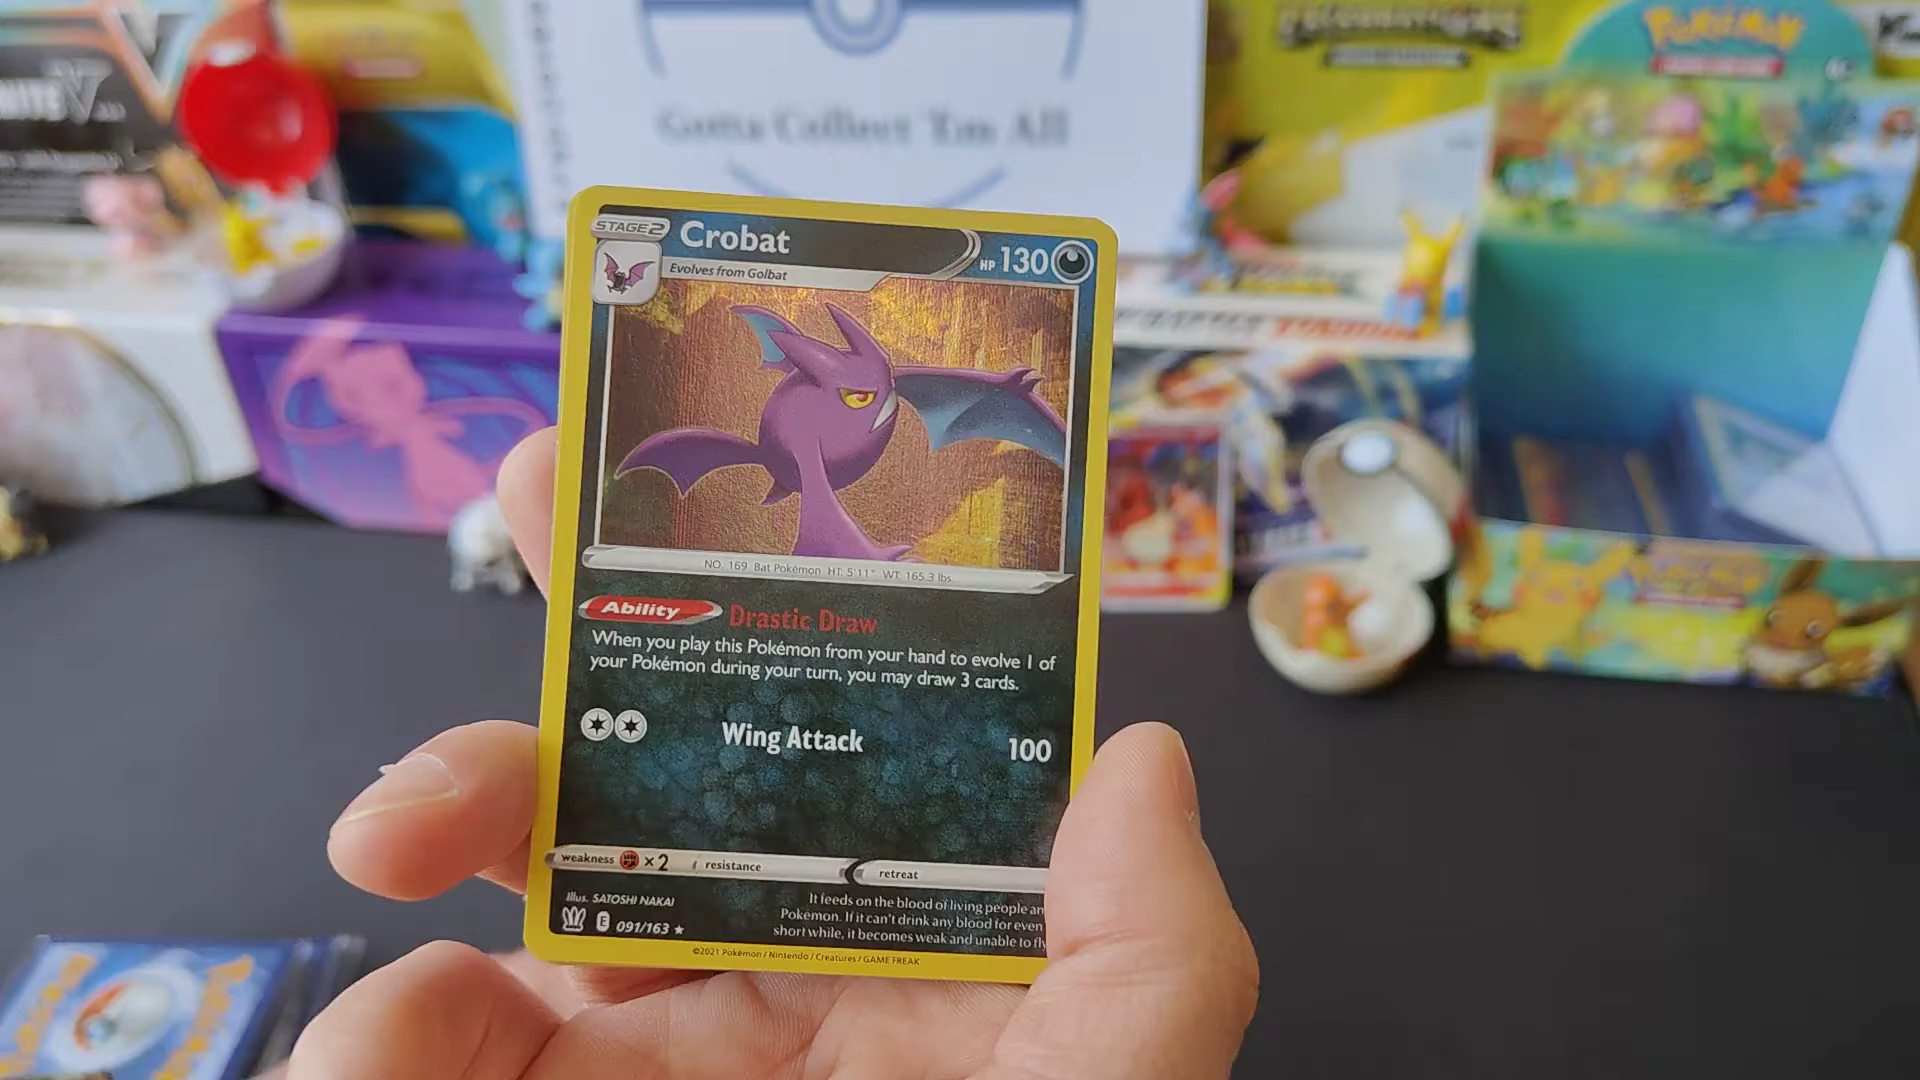 Gotta Collect 'Em All
POKÉMON
STAGE 2
Crobat
HP 130
Evolves from Golbat
NO. 169 Bat Pokémon HT: 5'11" WT: 165.3 lbs.
Ability Drastic Draw
When you play this Pokémon from your hand to evolve 1 of
your Pokémon during your turn, you may draw 3 cards.
Wing Attack 100
weakness ×2 resistance retreat
Illus. SATOSHI NAKAI
E 091/163 ★
It feeds on the blood of living people
Pokémon. If it can't drink any blood for even
short while, it becomes weak and unable to
©2021 Pokémon / Nintendo / Creatures / GAME FREAK